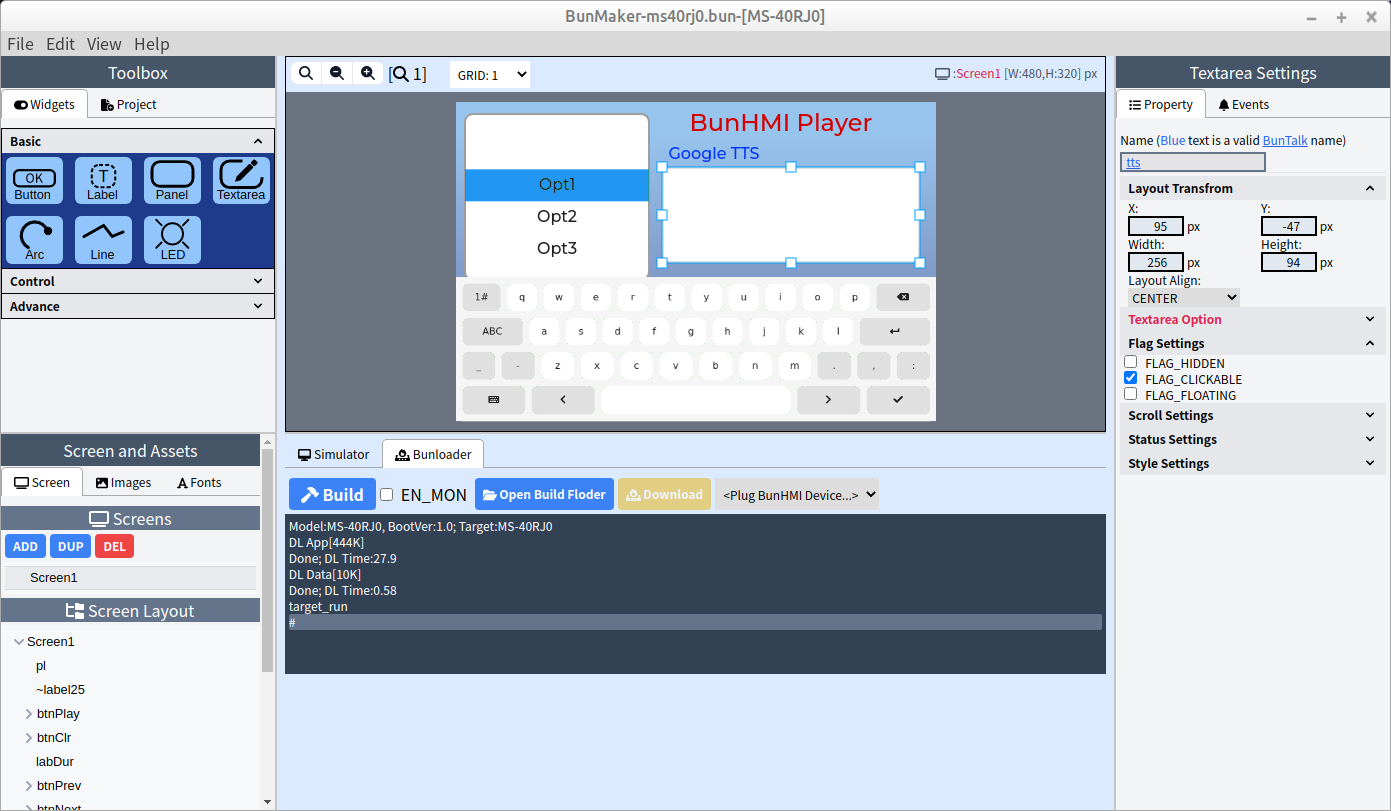 BunMaker-ms40rj0.bun-[MS-40RJ0]
File Edit View Help
Toolbox
Widgets Project
Basic
OK
Button
T
Label
Panel
Textarea
Arc
Line
LED
Control
Advance
Screen and Assets
Screen Images Fonts
Screens
ADD DUP DEL
Screen1
Screen Layout
Screen1
pl
~label25
btnPlay
btnClr
labDur
btnPrev
btnNext
[ 1] GRID: 1 :Screen1 [W:480,H:320] px
BunHMI Player
Google TTS
Opt1
Opt2
Opt3
1# q w e r t y u i o p
ABC a s d f g h j k l
_ - z x c v b n m . , :
Simulator Bunloader
Build EN_MON Open Build Floder Download <Plug BunHMI Device...>
Model:MS-40RJ0, BootVer:1.0; Target:MS-40RJ0
DL App[444K]
Done; DL Time:27.9
DL Data[10K]
Done; DL Time:0.58
target_run
#
Textarea Settings
Property Events
Name (Blue text is a valid BunTalk name)
tts
Layout Transfrom
X: Y:
95 px -47 px
Width: Height:
256 px 94 px
Layout Align:
CENTER
Textarea Option
Flag Settings
FLAG_HIDDEN
FLAG_CLICKABLE
FLAG_FLOATING
Scroll Settings
Status Settings
Style Settings